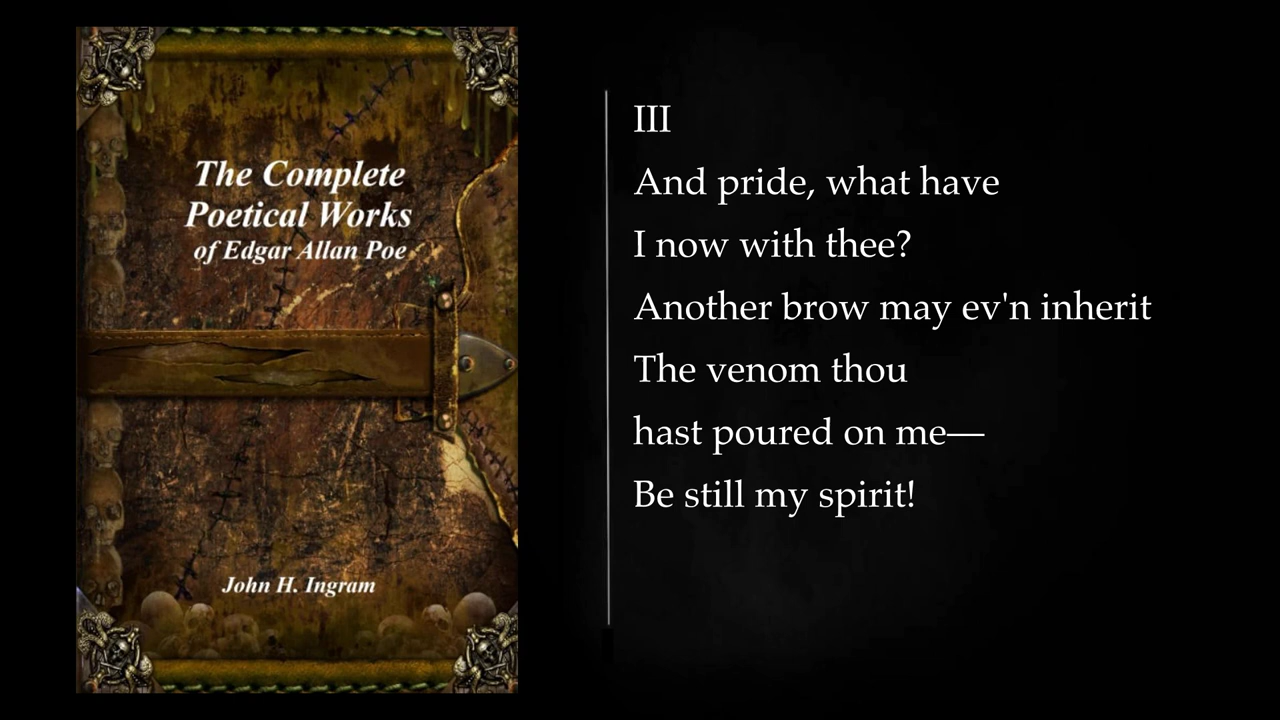 The Complete
Poetical Works
of Edgar Allan Poe
John H. Ingram
III
And pride, what have
I now with thee?
Another brow may ev'n inherit
The venom thou
hast poured on me—
Be still my spirit!